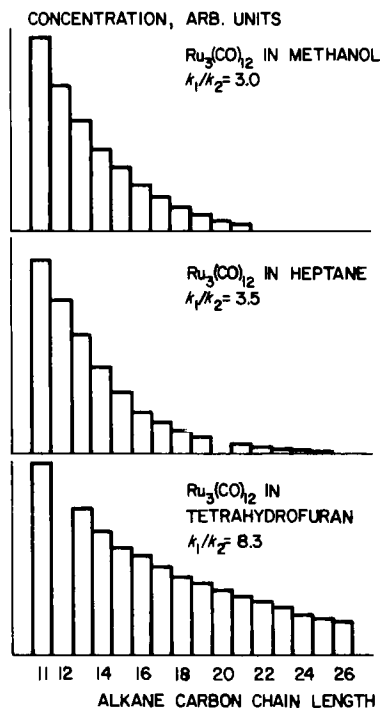 CONCENTRATION, ARB. UNITS
Ru3(CO)12 IN METHANOL
k1/k2= 3.0
Ru3(CO)12 IN HEPTANE
k1/k2= 3.5
Ru3(CO)12 IN
TETRAHYDROFURAN
k1/k2= 8.3
11 12 14 16 18 20 22 24 26
ALKANE CARBON CHAIN LENGTH